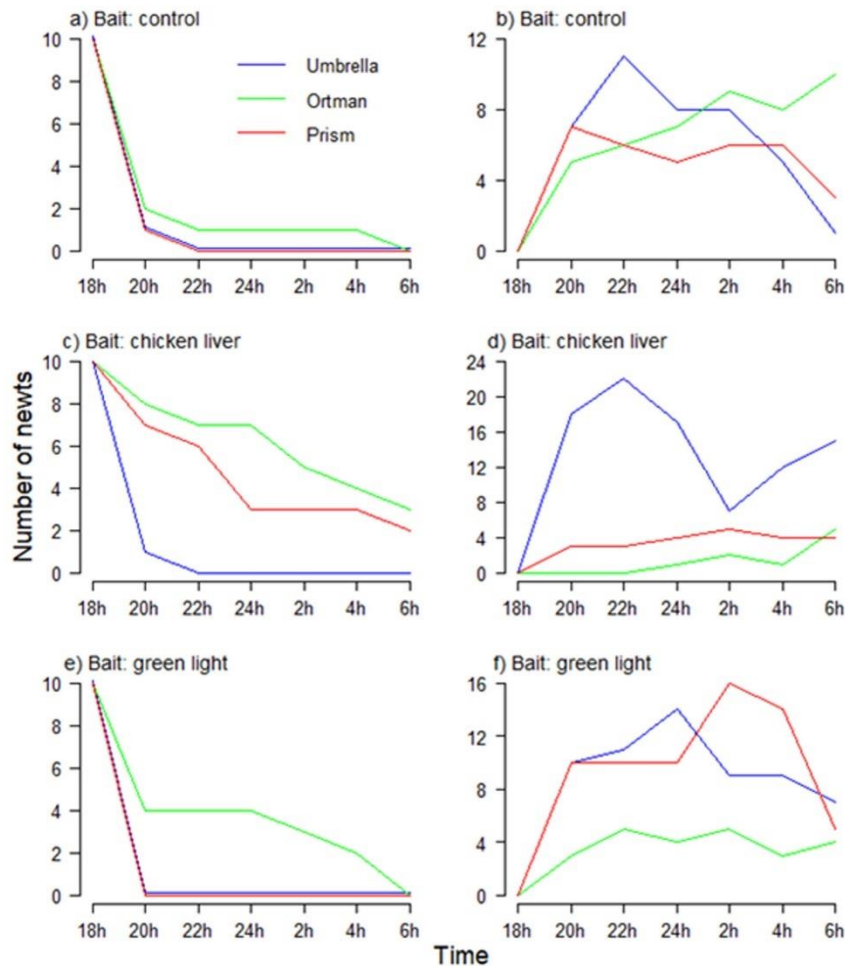 a) Bait: control
10
8
6
4
2
0
18h 20h 22h 24h 2h 4h 6h
Umbrella
Ortman
Prism
b) Bait: control
12
8
4
0
18h 20h 22h 24h 2h 4h 6h
Number of newts
c) Bait: chicken liver
10
8
6
4
2
0
18h 20h 22h 24h 2h 4h 6h
d) Bait: chicken liver
24
20
16
12
8
4
0
18h 20h 22h 24h 2h 4h 6h
e) Bait: green light
10
8
6
4
2
0
18h 20h 22h 24h 2h 4h 6h
f) Bait: green light
16
12
8
4
0
18h 20h 22h 24h 2h 4h 6h
Time